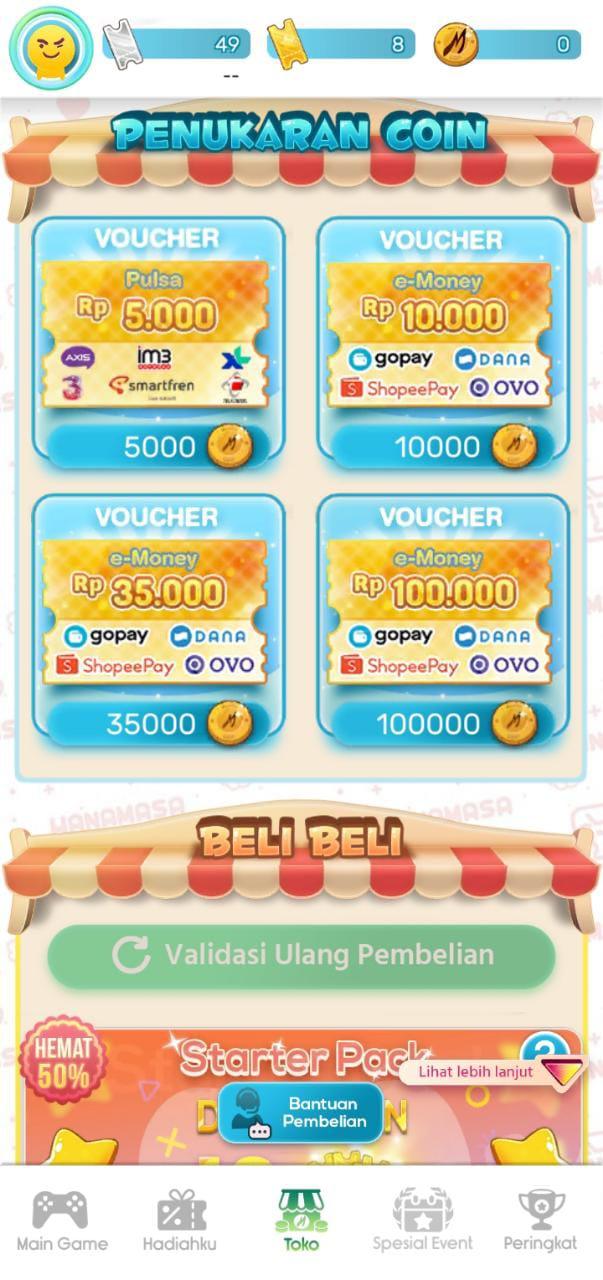 49
8
0
--
PENUKARAN COIN
VOUCHER
Pulsa
Rp 5.000
AXIS
IM3
OOREDOO
XL
3
smartfren
5000
VOUCHER
e-Money
Rp 10.000
gopay
DANA
ShopeePay
OVO
10000
VOUCHER
e-Money
Rp 35.000
gopay
DANA
ShopeePay
OVO
35000
VOUCHER
e-Money
Rp 100.000
gopay
DANA
ShopeePay
OVO
100000
HANAMASA
BELI BELI
Validasi Ulang Pembelian
HEMAT
50%
Starter Pack
?
Lihat lebih lanjut
Bantuan
Pembelian
Main Game
Hadiahku
Toko
Spesial Event
Peringkat